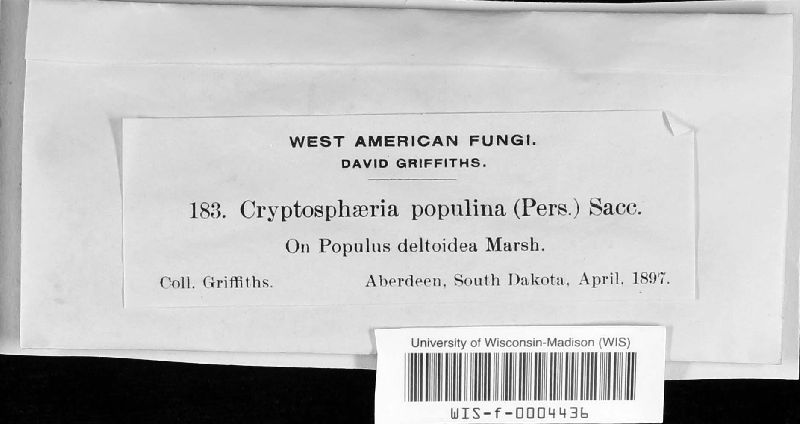 WEST AMERICAN FUNGI.
DAVID GRIFFITHS.
183. Cryptosphæria populina (Pers.) Sacc.
On Populus deltoidea Marsh.
Coll. Griffiths. Aberdeen, South Dakota, April, 1897.
University of Wisconsin-Madison (WIS)
WIS-f-0004436